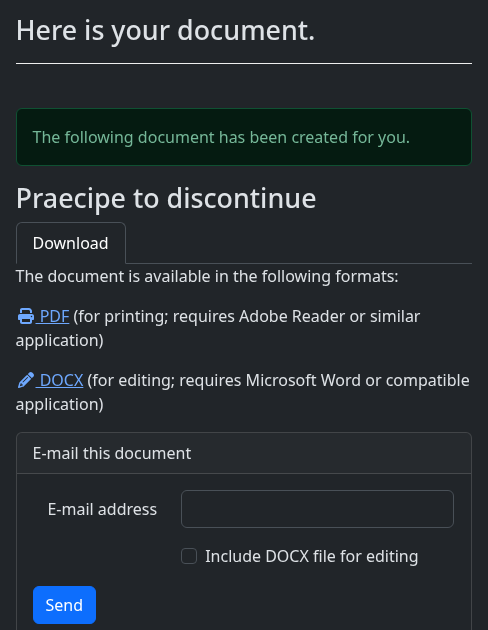 Here is your document.
The following document has been created for you.
Praecipe to discontinue
Download
The document is available in the following formats:
PDF (for printing; requires Adobe Reader or similar
application)
DOCX (for editing; requires Microsoft Word or compatible
application)
E-mail this document
E-mail address
Include DOCX file for editing
Send